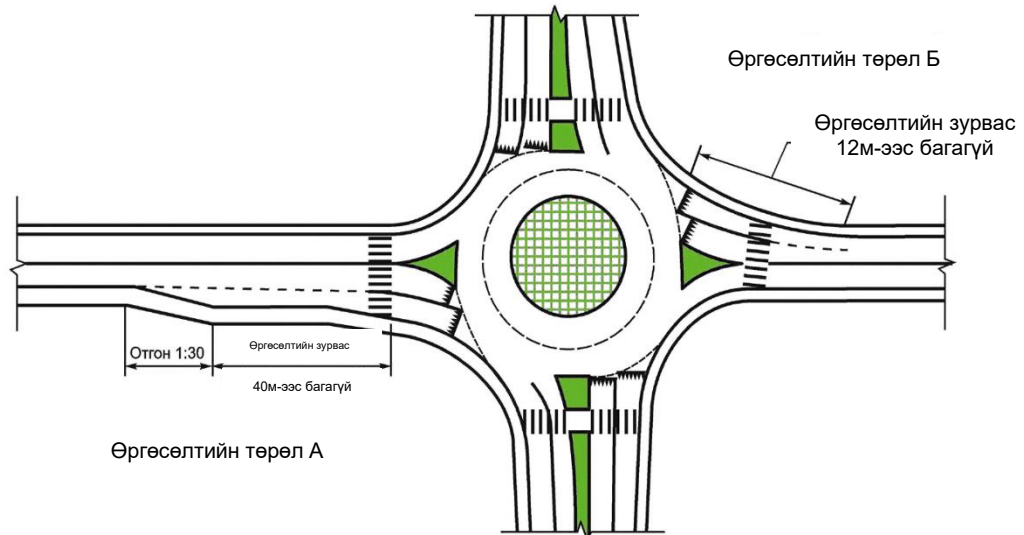 Өргөсөлтийн төрөл Б
Өргөсөлтийн зурвас
12м-ээс багагүй
Отгон 1:30
Өргөсөлтийн зурвас
40м-ээс багагүй
Өргөсөлтийн төрөл А